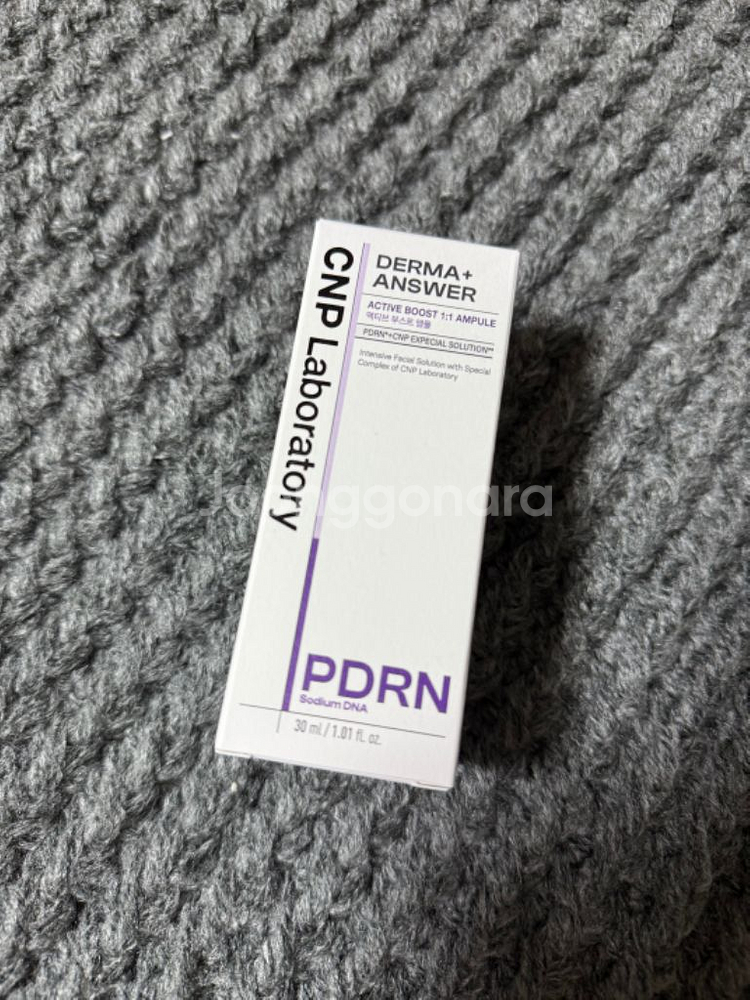 CNP Laboratory
DERMA+
ANSWER
ACTIVE BOOST 1:1 AMPULE
액티브 부스트 앰플
PDRN*+CNP EXPECIAL SOLUTION**
Intensive Facial Solution with Special
Complex of CNP Laboratory
Joonggonara
PDRN
Sodium DNA
30 ml / 1.01 fl. oz.